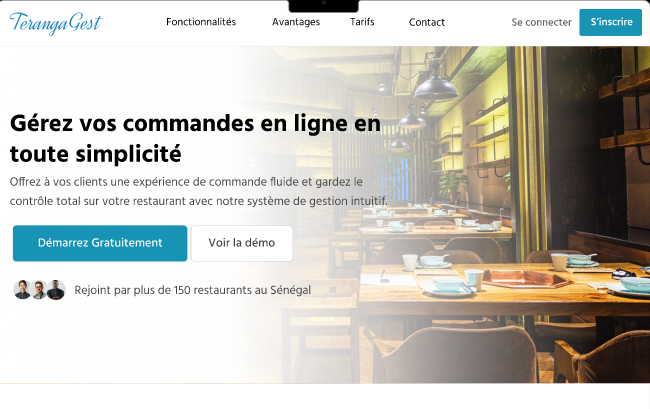 TerangaGest
Fonctionnalités
Avantages
Tarifs
Contact
Se connecter
S'inscrire
Gérez vos commandes en ligne en
toute simplicité
Offrez à vos clients une expérience de commande fluide et gardez le
contrôle total sur votre restaurant avec notre système de gestion intuitif.
Démarrez Gratuitement
Voir la démo
Rejoint par plus de 150 restaurants au Sénégal